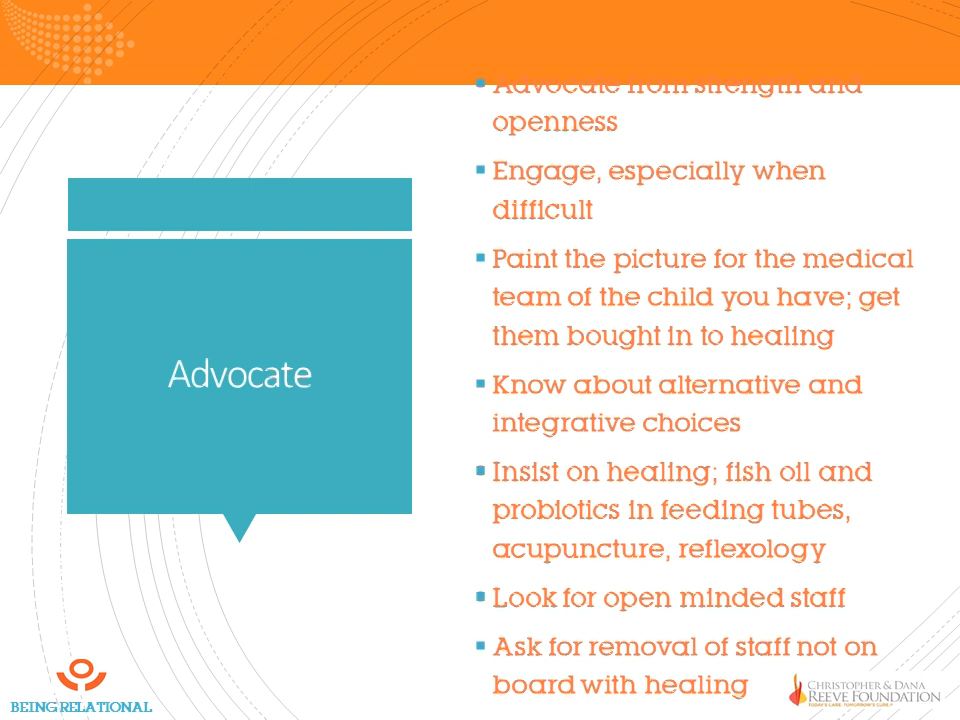 Advocate
Advocate from strength and
openness
Engage, especially when
difficult
Paint the picture for the medical
team of the child you have; get
them bought in to healing
Know about alternative and
integrative choices
Insist on healing; fish oil and
probiotics in feeding tubes,
acupuncture, reflexology
Look for open minded staff
Ask for removal of staff not on
board with healing
BEING RELATIONAL
CHRISTOPHER & DANA
REEVE FOUNDATION
TODAY'S CARE. TOMORROW'S CURE.®